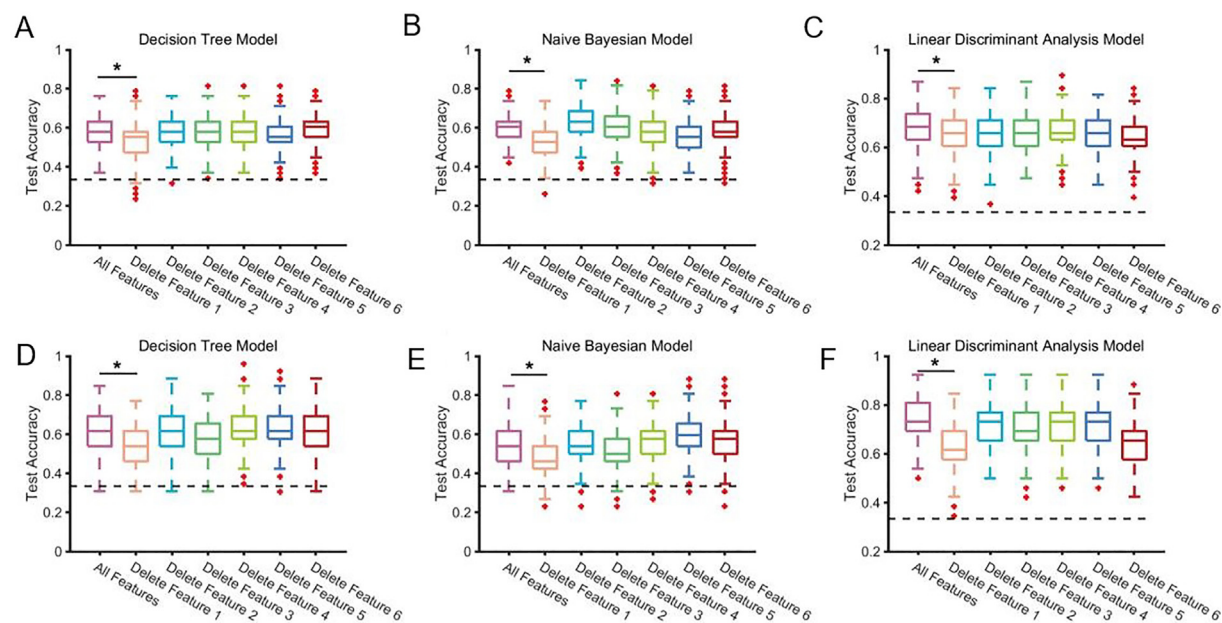 A
Decision Tree Model
*
1
0.8
0.6
0.4
0.2
0
Test Accuracy
All Features
Delete Feature 1
Delete Feature 2
Delete Feature 3
Delete Feature 4
Delete Feature 5
Delete Feature 6
B
Naive Bayesian Model
*
1
0.8
0.6
0.4
0.2
0
Test Accuracy
All Features
Delete Feature 1
Delete Feature 2
Delete Feature 3
Delete Feature 4
Delete Feature 5
Delete Feature 6
C
Linear Discriminant Analysis Model
*
1
0.8
0.6
0.4
0.2
Test Accuracy
All Features
Delete Feature 1
Delete Feature 2
Delete Feature 3
Delete Feature 4
Delete Feature 5
Delete Feature 6
D
Decision Tree Model
*
1
0.8
0.6
0.4
0.2
0
Test Accuracy
All Features
Delete Feature 1
Delete Feature 2
Delete Feature 3
Delete Feature 4
Delete Feature 5
Delete Feature 6
E
Naive Bayesian Model
*
1
0.8
0.6
0.4
0.2
0
Test Accuracy
All Features
Delete Feature 1
Delete Feature 2
Delete Feature 3
Delete Feature 4
Delete Feature 5
Delete Feature 6
F
Linear Discriminant Analysis Model
*
1
0.8
0.6
0.4
0.2
Test Accuracy
All Features
Delete Feature 1
Delete Feature 2
Delete Feature 3
Delete Feature 4
Delete Feature 5
Delete Feature 6